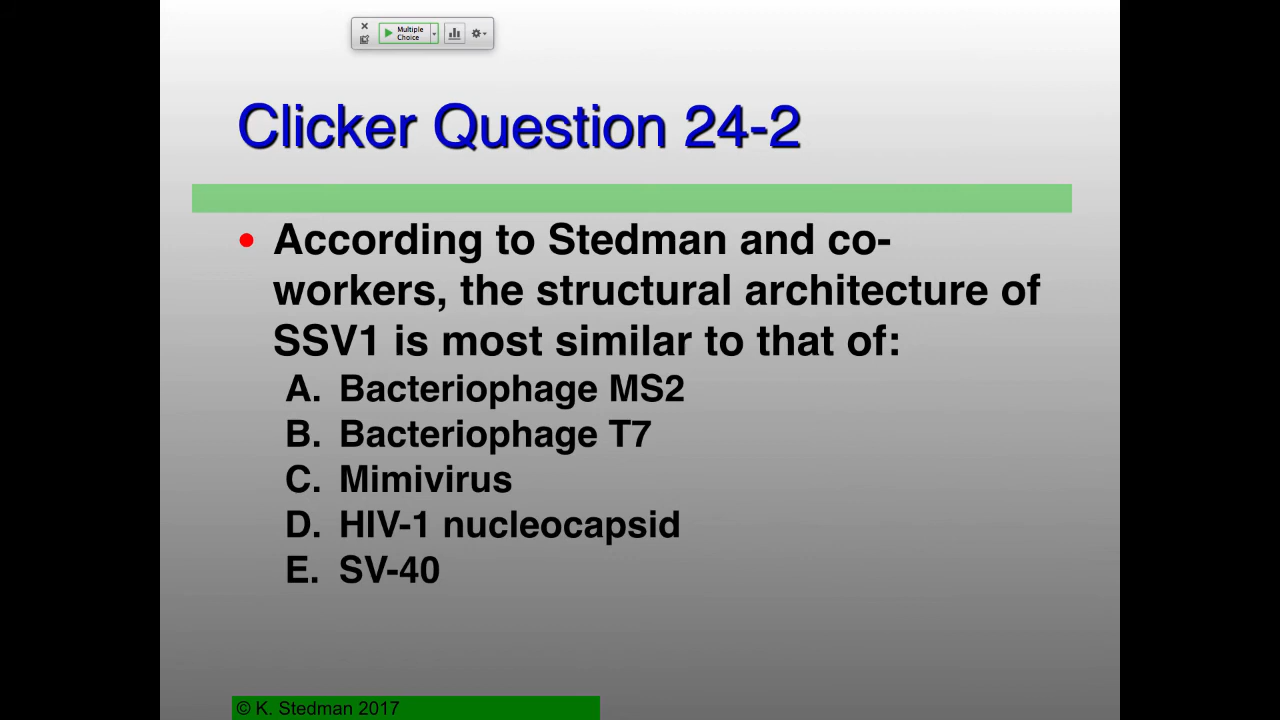 Multiple
Choice
Clicker Question 24-2
• According to Stedman and co-
workers, the structural architecture of
SSV1 is most similar to that of:
A. Bacteriophage MS2
B. Bacteriophage T7
C. Mimivirus
D. HIV-1 nucleocapsid
E. SV-40
© K. Stedman 2017